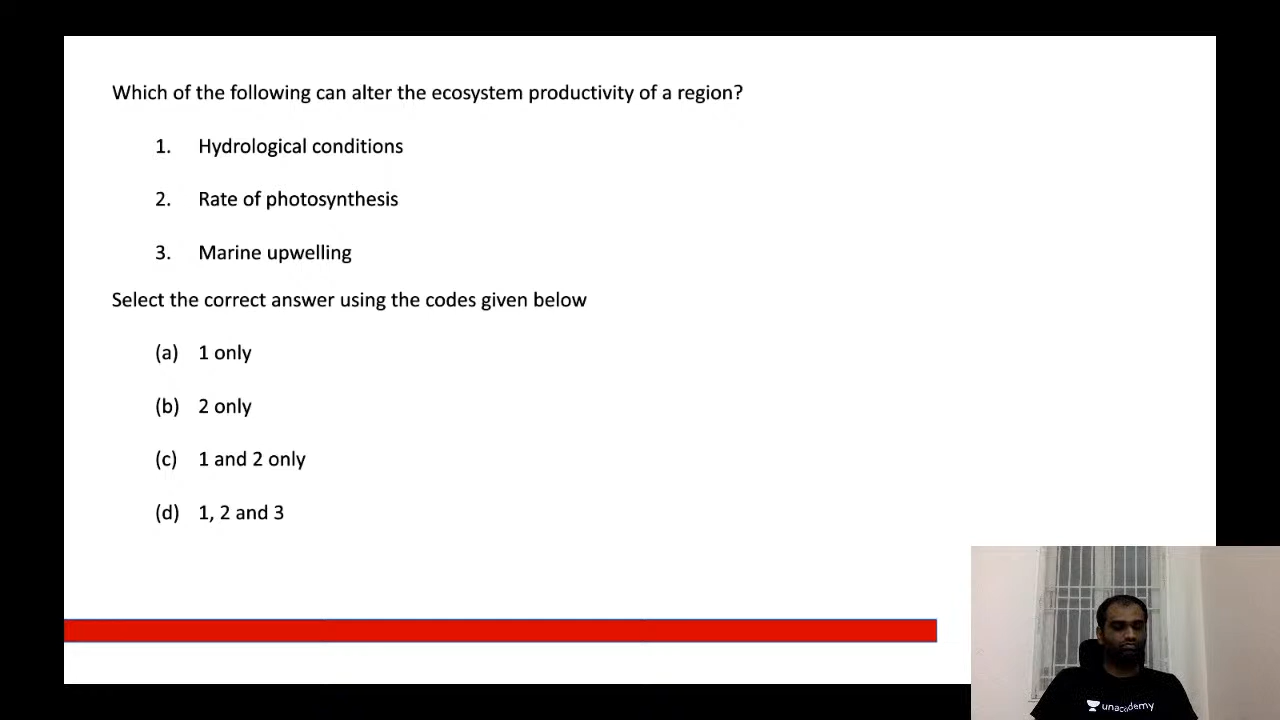 Which of the following can alter the ecosystem productivity of a region?
1. Hydrological conditions
2. Rate of photosynthesis
3. Marine upwelling
Select the correct answer using the codes given below
(a) 1 only
(b) 2 only
(c) 1 and 2 only
(d) 1, 2 and 3
unacademy